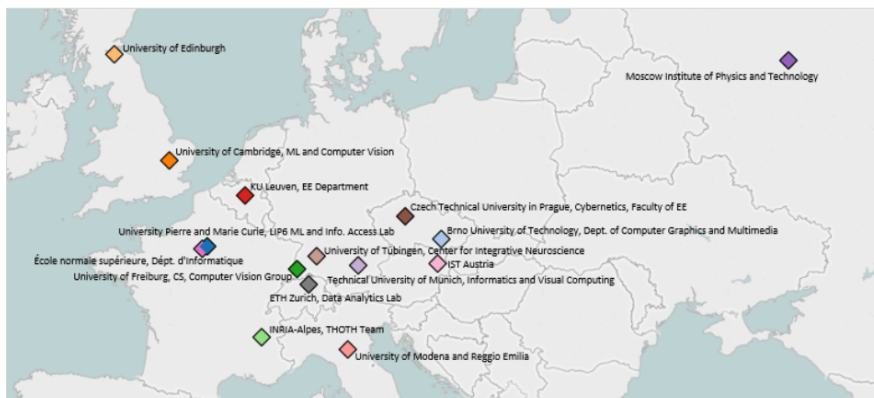 University of Edinburgh
Moscow Institute of Physics and Technology
University of Cambridge, ML and Computer Vision
KU Leuven, EE Department
Czech Technical University in Prague, Cybernetics, Faculty of EE
University Pierre and Marie Curie, LIP6 ML and Info. Access Lab
Brno University of Technology, Dept. of Computer Graphics and Multimedia
University of Tübingen, Center for Integrative Neuroscience
École normale supérieure, Dépt. d'Informatique
IST Austria
University of Freiburg, CS, Computer Vision Group
Technical University of Munich, Informatics and Visual Computing
ETH Zurich, Data Analytics Lab
INRIA-Alpes, THOTH Team
University of Modena and Reggio Emilia